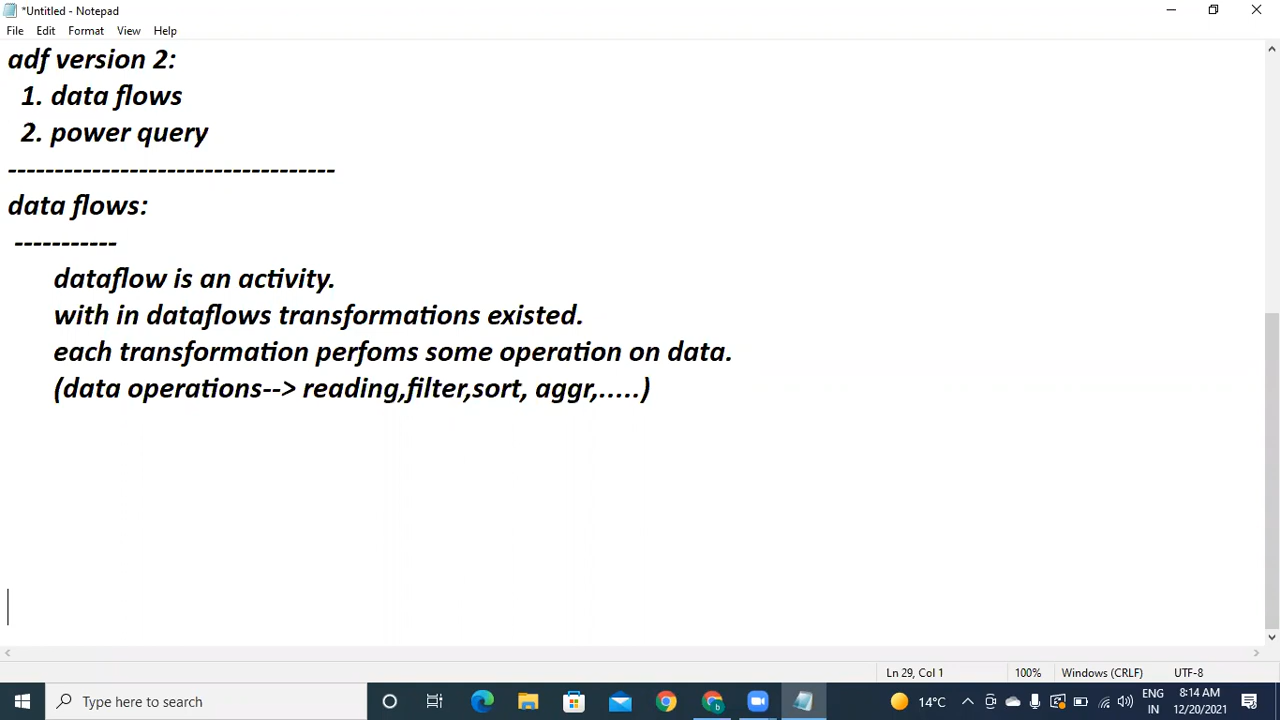 *Untitled - Notepad
File Edit Format View Help
adf version 2:
1. data flows
2. power query
-----------------------------------
data flows:
-----------
dataflow is an activity.
with in dataflows transformations existed.
each transformation perfoms some operation on data.
(data operations--> reading,filter,sort, aggr,.....)
Ln 29, Col 1 100% Windows (CRLF) UTF-8
Type here to search 14°C ENG IN 8:14 AM 12/20/2021